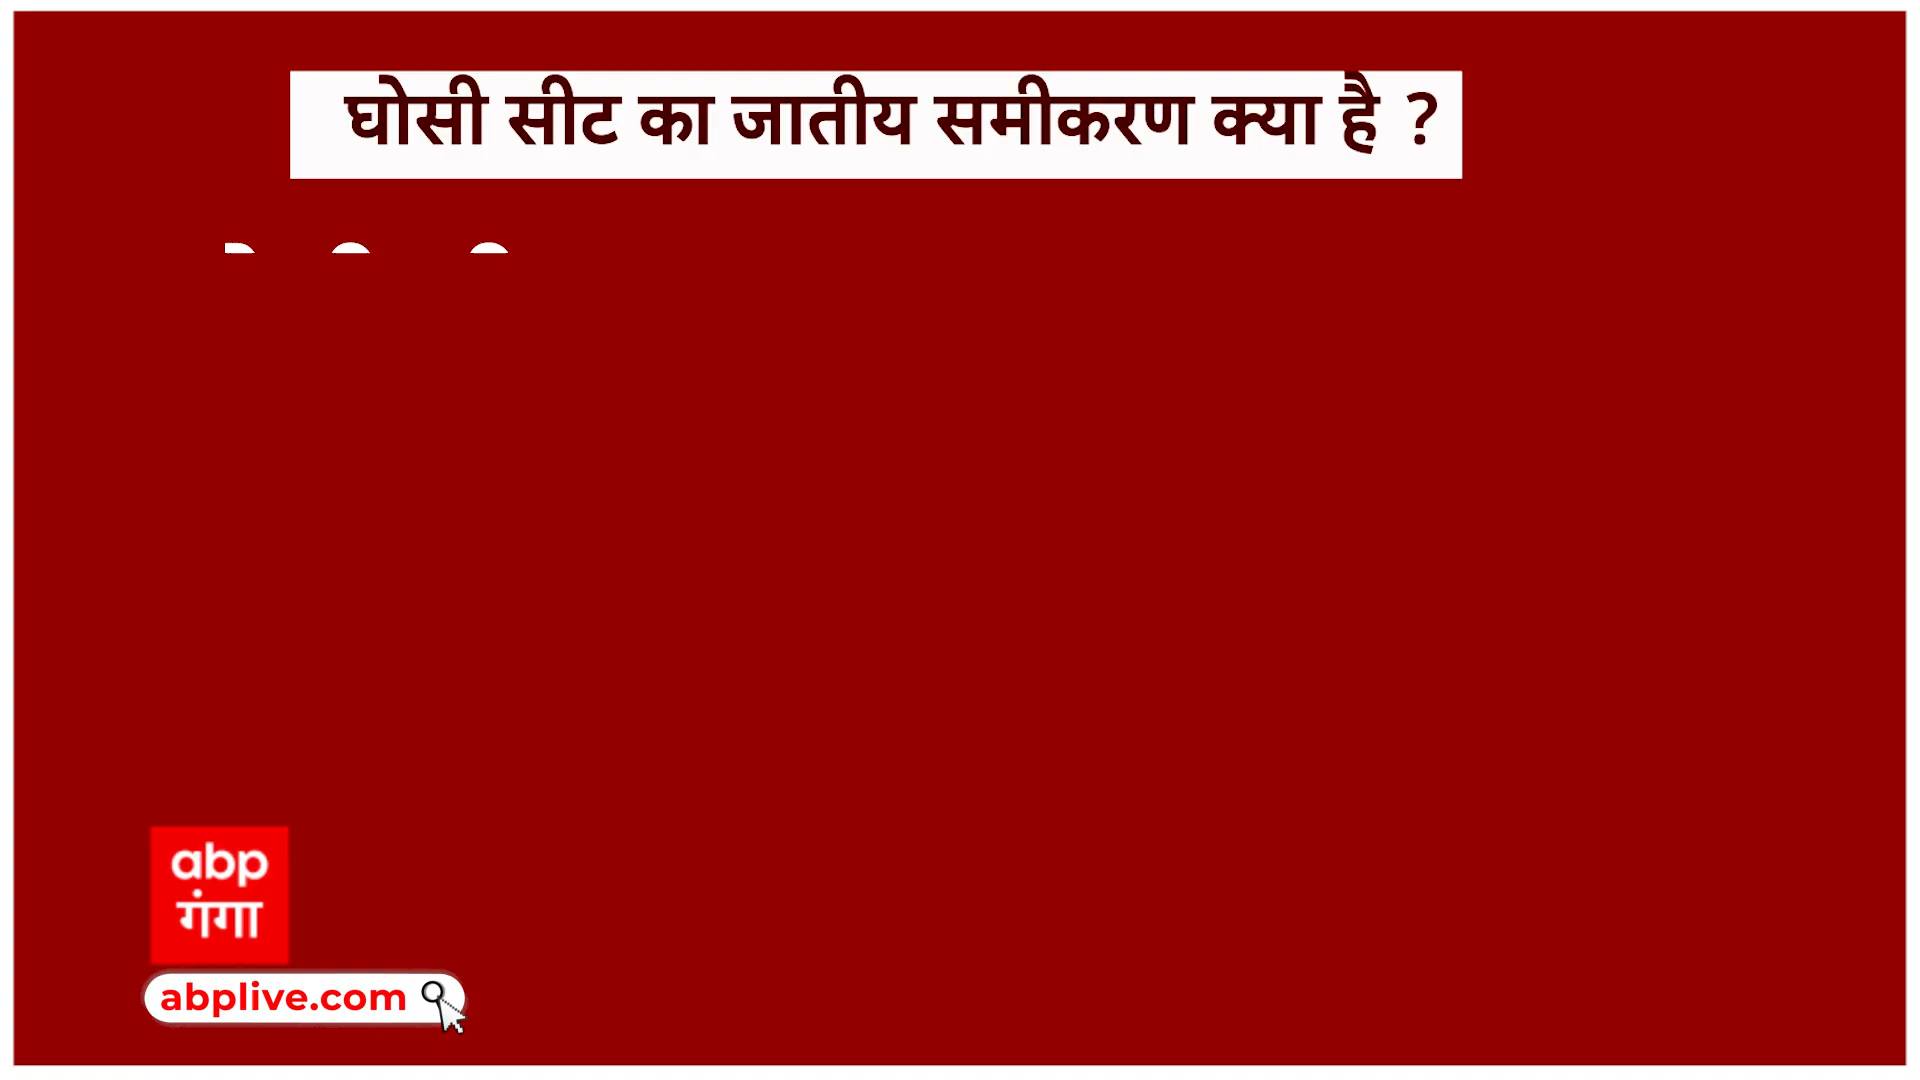 घोसी सीट का जातीय समीकरण क्या है ?
abp
गंगा
abplive.com